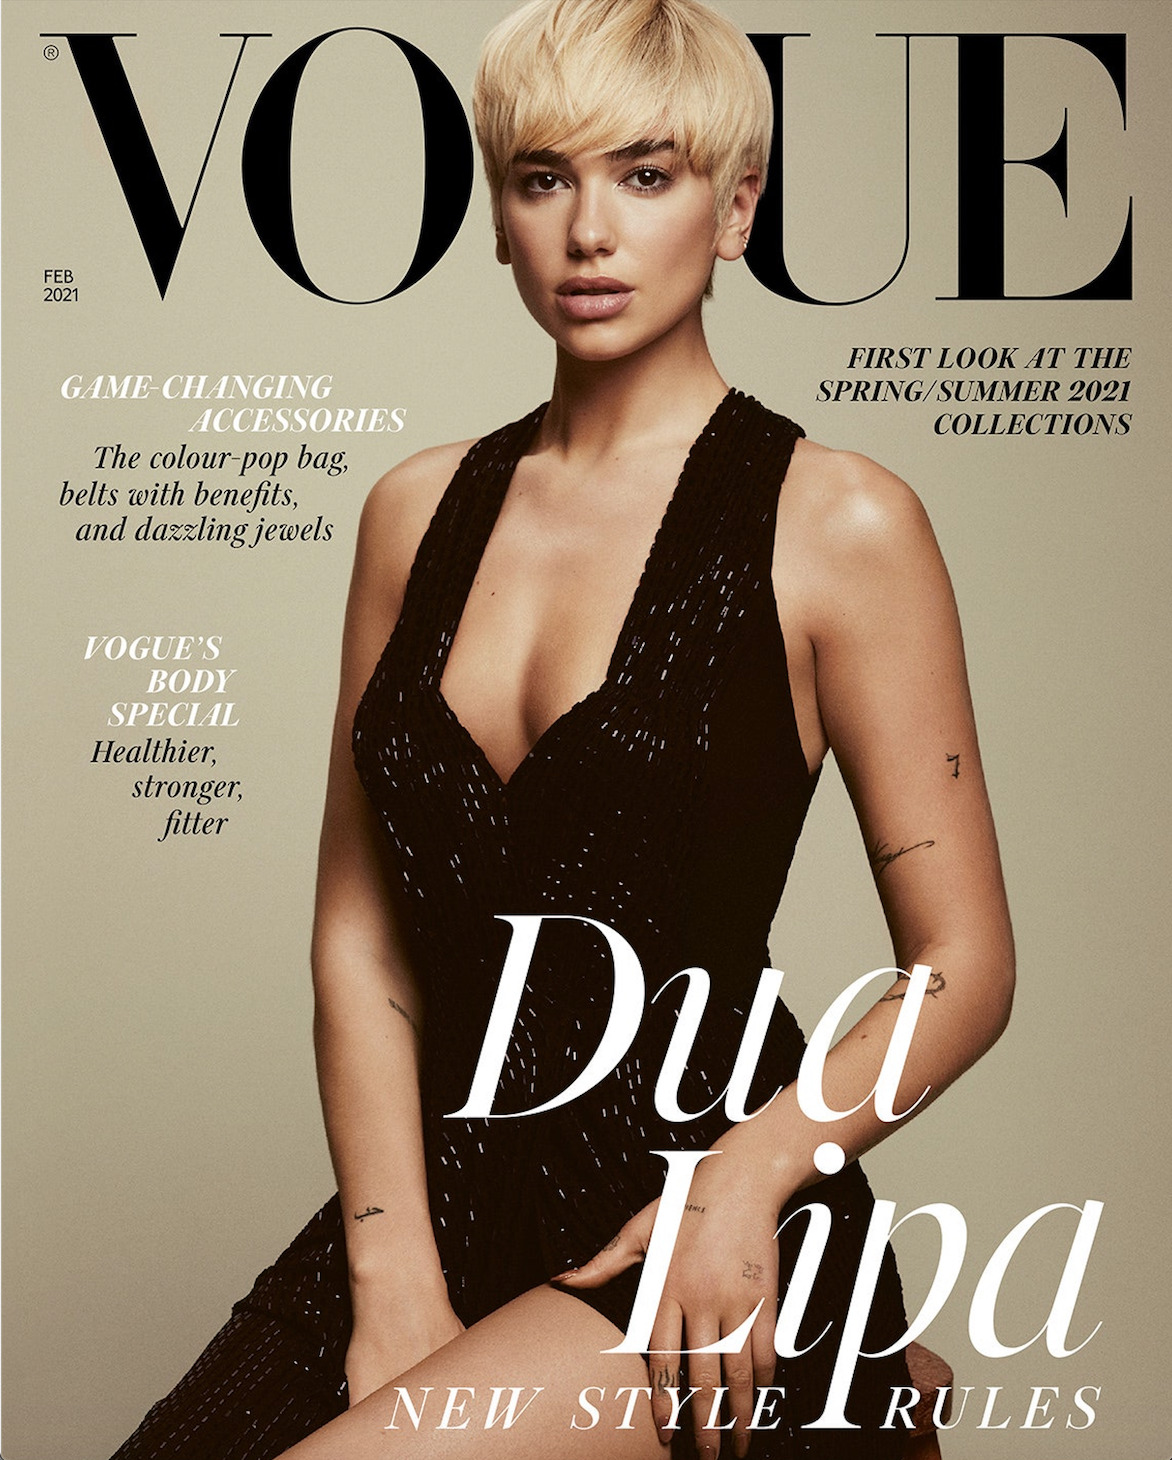 VOGUE
®
FEB
2021
GAME-CHANGING
ACCESSORIES
The colour-pop bag,
belts with benefits,
and dazzling jewels
FIRST LOOK AT THE
SPRING/SUMMER 2021
COLLECTIONS
VOGUE'S
BODY
SPECIAL
Healthier,
stronger,
fitter
Dua
Lipa
NEW STYLE RULES